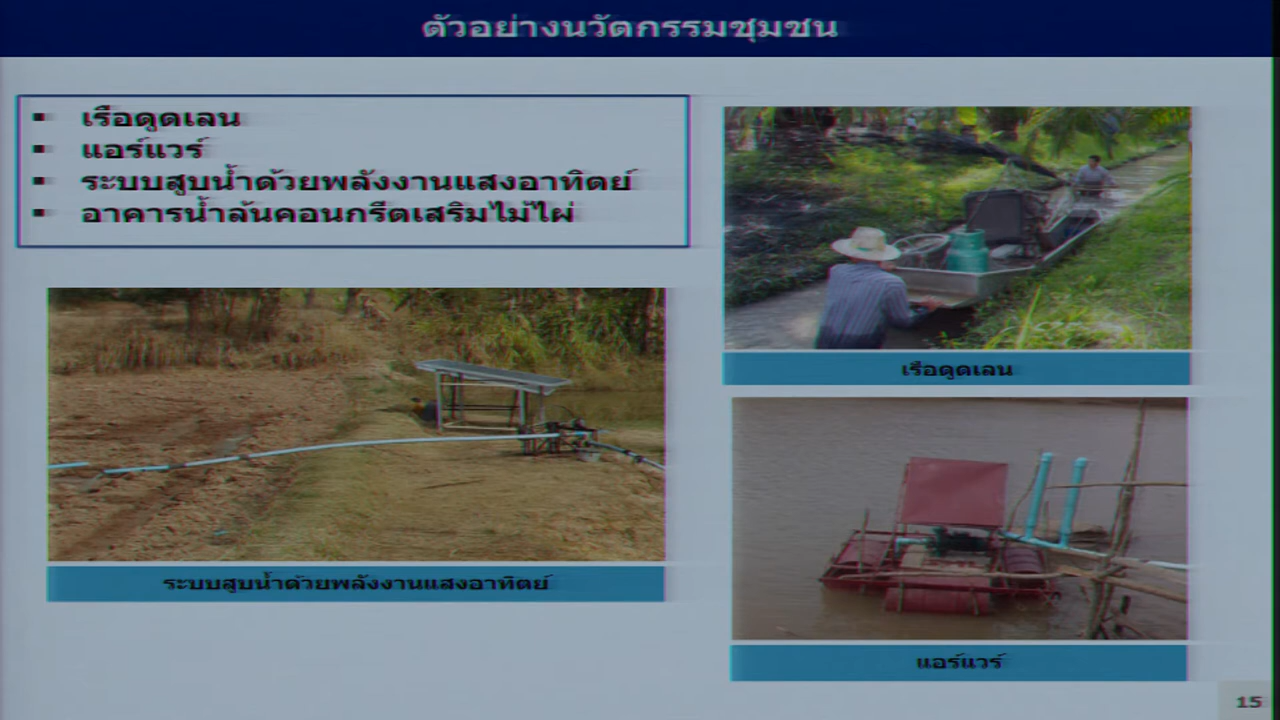 ตัวอย่างนวัตกรรมชุมชน
▪ เรือดูดเลน
▪ แอร์แวร์
▪ ระบบสูบน้ำด้วยพลังงานแสงอาทิตย์
▪ อาคารน้ำล้นคอนกรีตเสริมไม้ไผ่
เรือดูดเลน
ระบบสูบน้ำด้วยพลังงานแสงอาทิตย์
แอร์แวร์
15